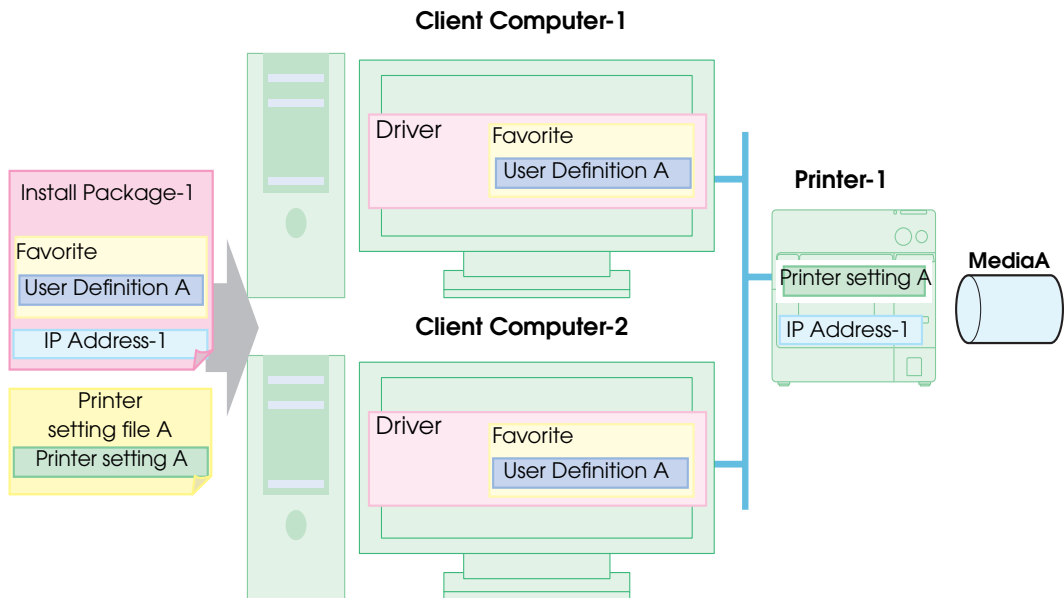 Client Computer-1
Driver
Favorite
User Definition A
Install Package-1
Favorite
User Definition A
IP Address-1
Printer
setting file A
Printer setting A
Printer-1
Printer setting A
IP Address-1
MediaA
Client Computer-2
Driver
Favorite
User Definition A